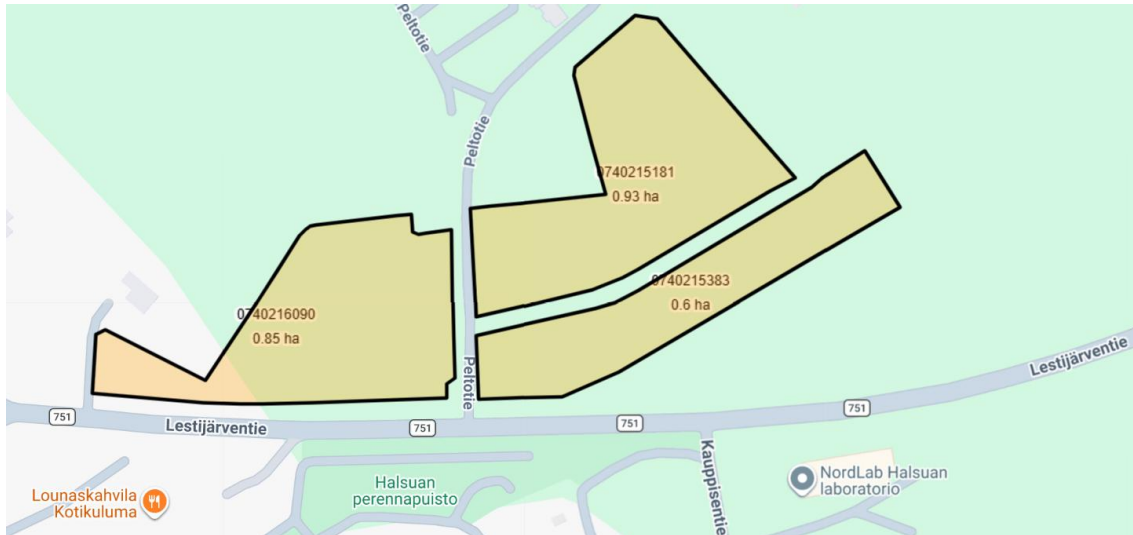 Peltotie
Peltotie
0740215181
0.93 ha
0740215383
0.6 ha
0740216090
0.85 ha
Peltotie
Lestijärventie
751
751
751
751
Lestijärventie
Kauppisentie
Halsuan
perennapuisto
NordLab Halsuan
laboratorio
Lounaskahvila
Kotikuluma